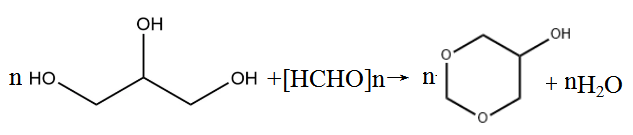 OH
n HO OH +[HCHO]n→ n O O OH + nH₂O